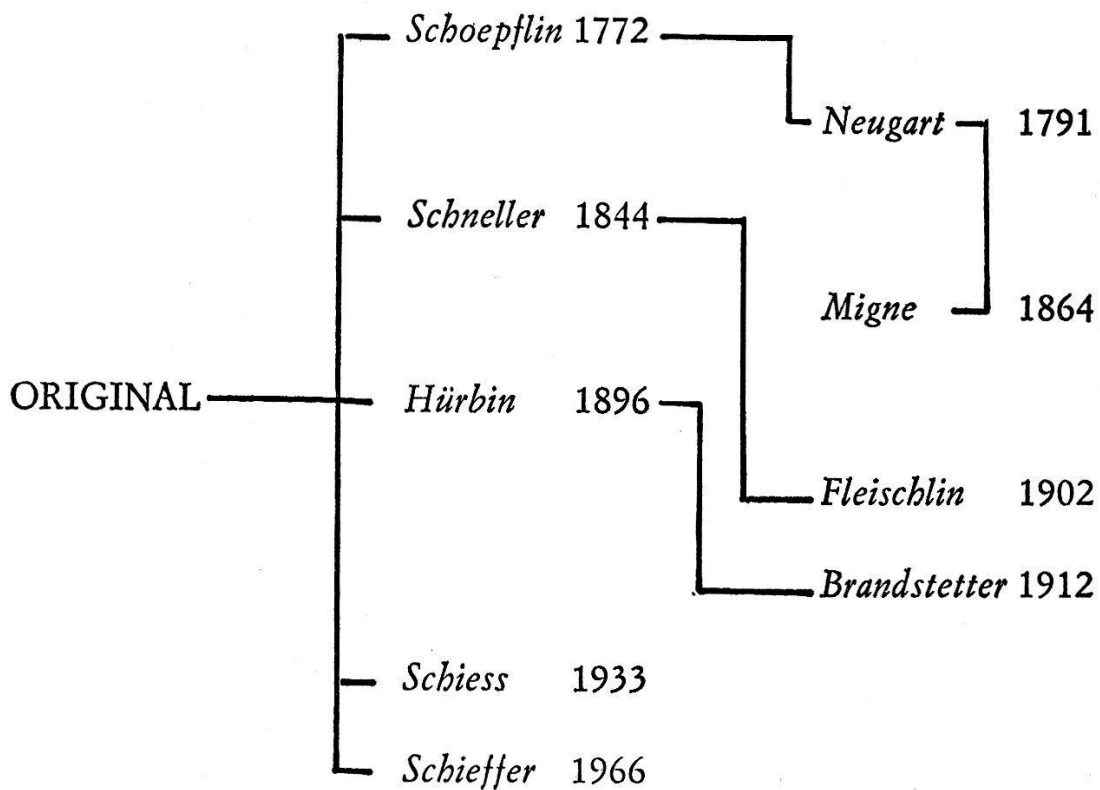 Schoepflin 1772
Neugart 1791
Schneller 1844
Migne 1864
ORIGINAL
Hürbin 1896
Fleischlin 1902
Brandstetter 1912
Schiess 1933
Schieffer 1966